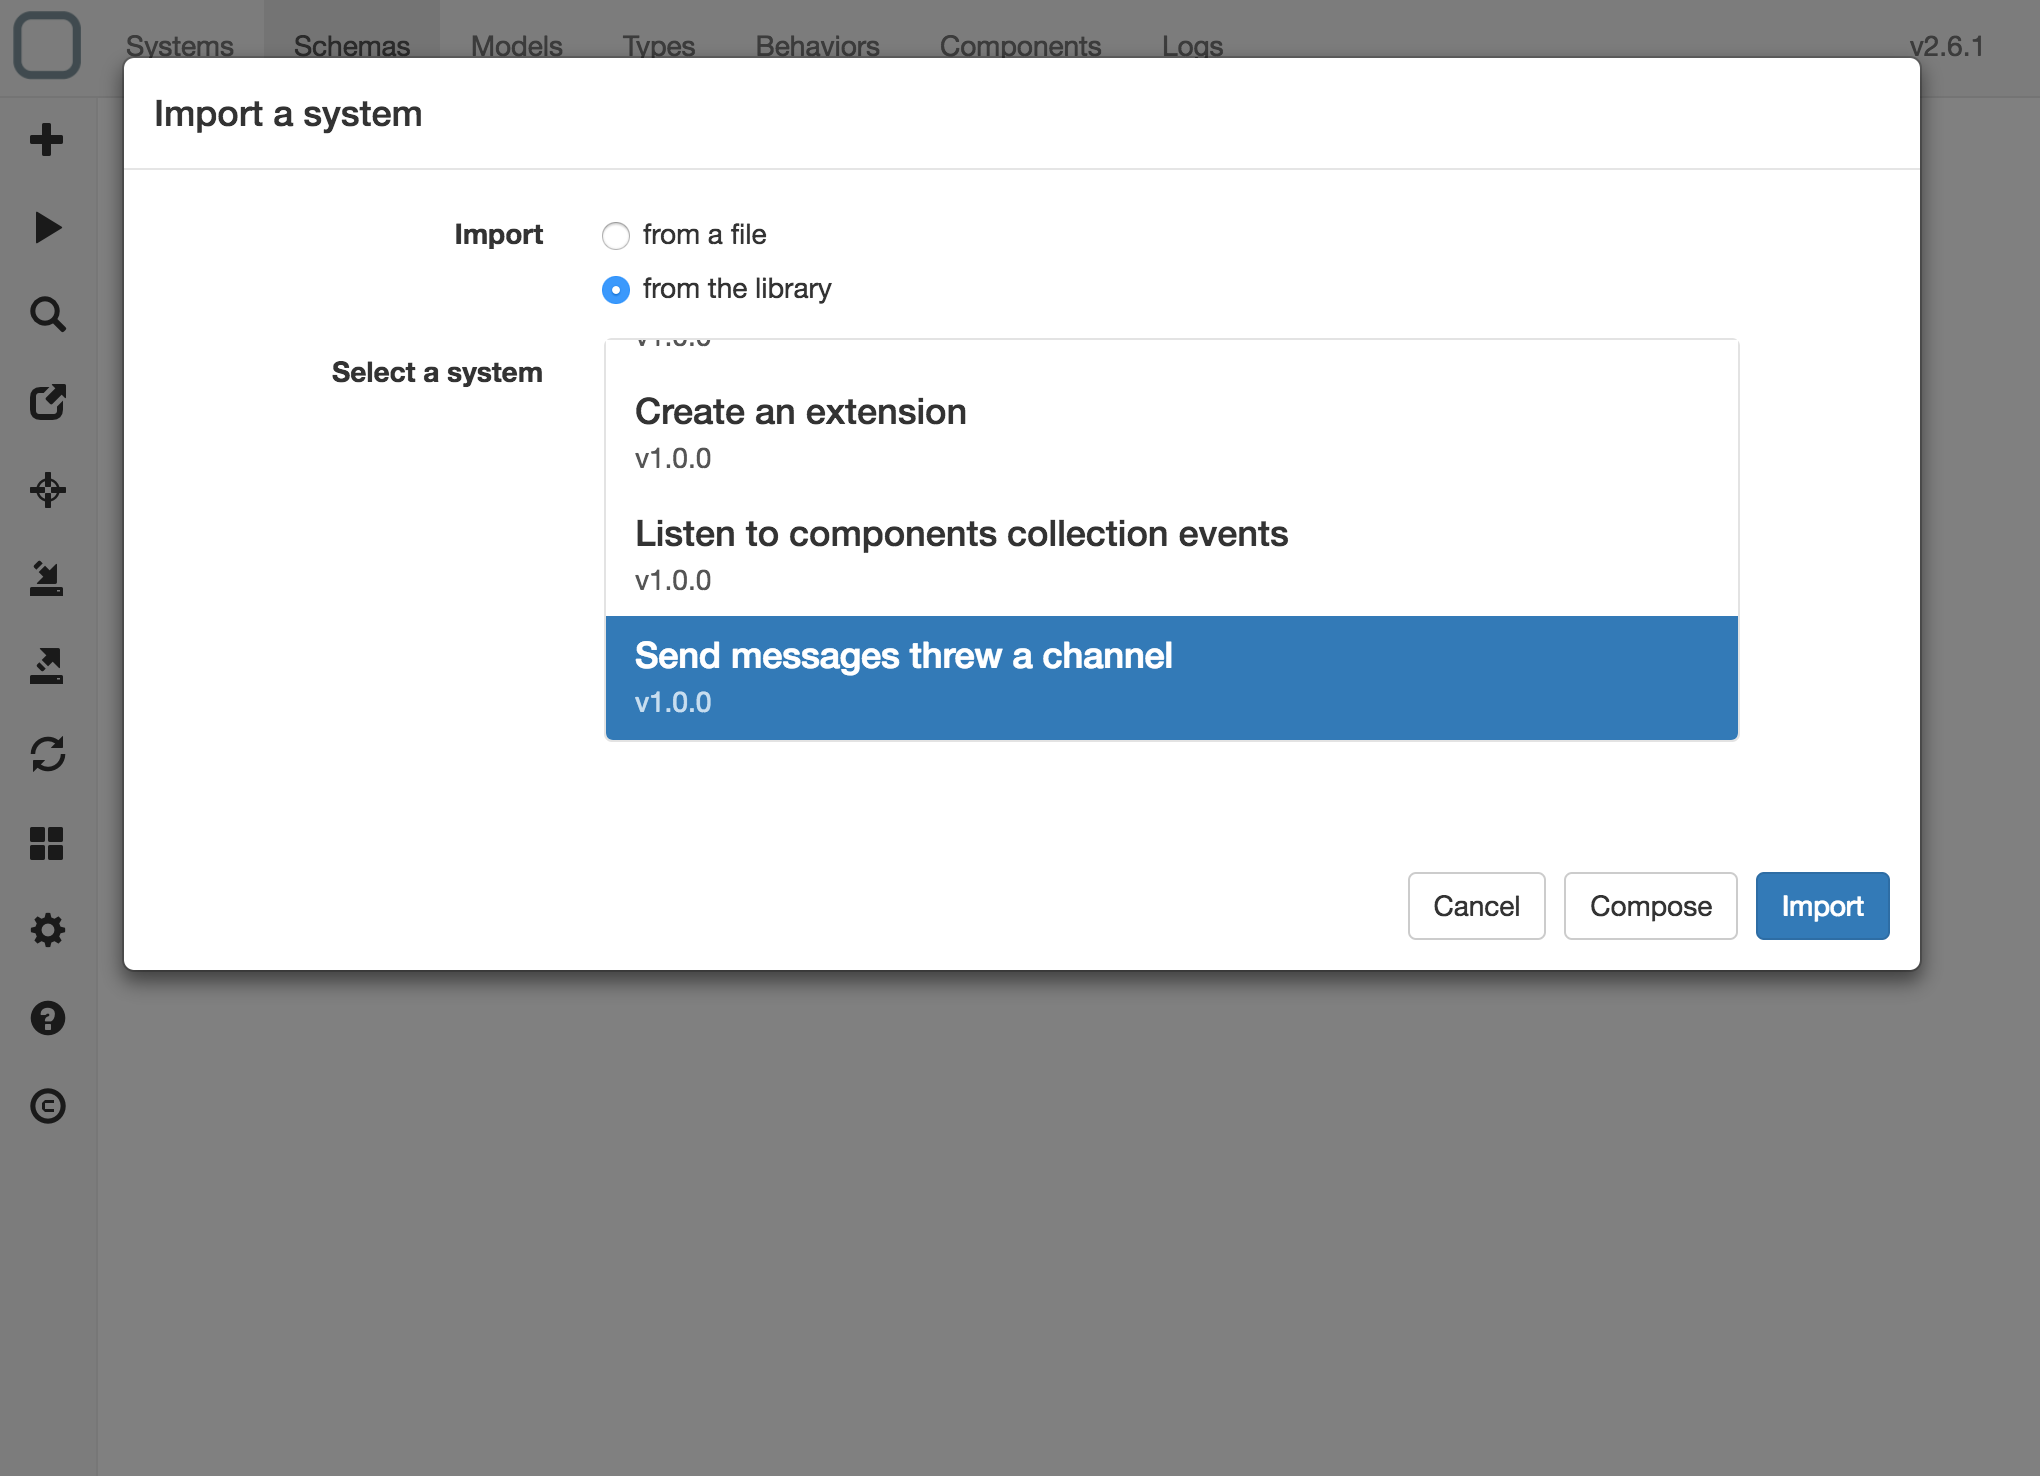 Systems Schemas Models Types Behaviors Components Logs v2.6.1
Import a system
Import
from a file
from the library
Select a system
Create an extension
v1.0.0
Listen to components collection events
v1.0.0
Send messages threw a channel
v1.0.0
Cancel Compose Import